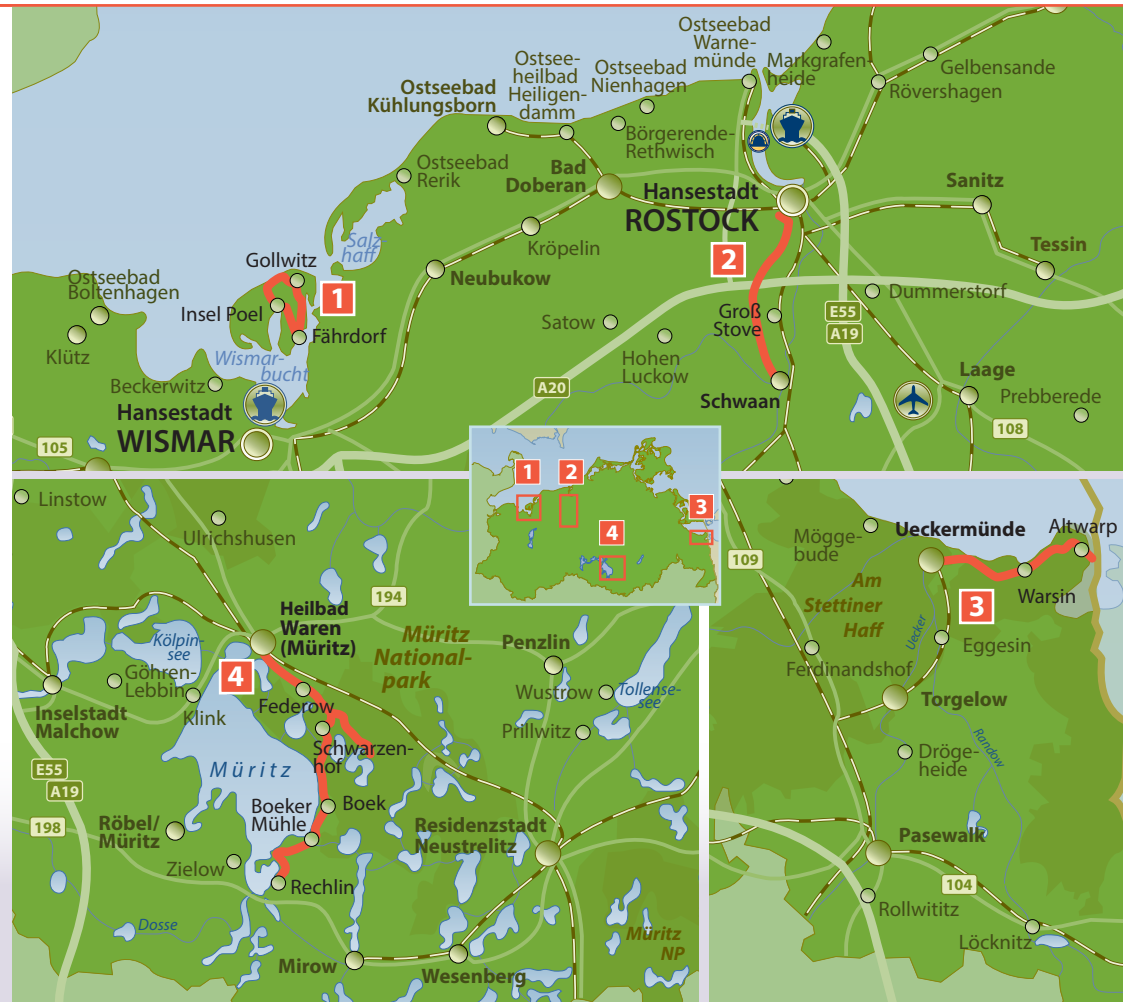 Ostseebad
Warne-
münde
Markgrafen
heide
Ostsee-
heilbad
Heiligen-
damm
Ostseebad
Nienhagen
Gelbensande
Rövershagen
Ostseebad
Kühlungsborn
Börgerende-
Rethwisch
Ostseebad
Rerik
Bad
Doberan
Hansestadt
ROSTOCK
Sanitz
Tessin
Kröpelin
Salz-
haff
Gollwitz
1
2
Neubukow
Ostseebad
Boltenhagen
Insel Poel
Fährdorf
Klütz
Wismar-
bucht
Beckerwitz
Hansestadt
WISMAR
Satow
Hohen
Luckow
Groß
Stove
Dummerstorf
E55
A19
A20
Schwaan
Laage
Prebberede
105
108
1
2
3
4
Linstow
Ulrichshusen
194
Heilbad
Waren
(Müritz)
Müritz
National-
park
Kölpin-
see
Göhren-
Lebbin
4
Klink
Inselstadt
Malchow
Federow
Schwarzen-
hof
Penzlin
Wustrow
Tollense-
see
Prillwitz
Müritz
E55
A19
Boeker
Mühle
Boek
198
Röbel/
Müritz
Zielow
Rechlin
Residenzstadt
Neustrelitz
Dosse
Mirow
Wesenberg
Müritz
NP
Mögge-
bude
Ueckermünde
Altwarp
109
Am
Stettiner
Haff
Uecker
3
Warsin
Eggesin
Ferdinandshof
Torgelow
Dröge-
heide
Randow
Pasewalk
104
Rollwititz
Löcknitz